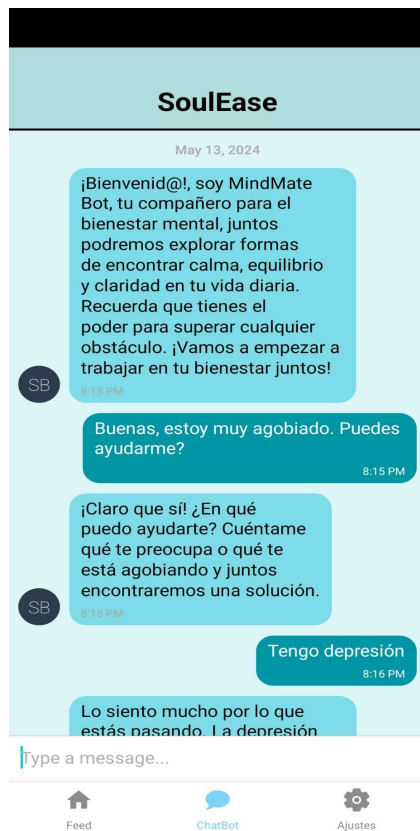 SoulEase
May 13, 2024
¡Bienvenid@!, soy MindMate
Bot, tu compañero para el
bienestar mental, juntos
podremos explorar formas
de encontrar calma, equilibrio
y claridad en tu vida diaria.
Recuerda que tienes el
poder para superar cualquier
obstáculo. ¡Vamos a empezar a
trabajar en tu bienestar juntos!
SB
8:15 PM
Buenas, estoy muy agobiado. Puedes
ayudarme?
8:15 PM
¡Claro que sí! ¿En qué
puedo ayudarte? Cuéntame
qué te preocupa o qué te
está agobiando y juntos
encontraremos una solución.
SB
8:15 PM
Tengo depresión
8:16 PM
Lo siento mucho por lo que
estás pasando. La depresión
Type a message...
Feed
ChatBot
Ajustes